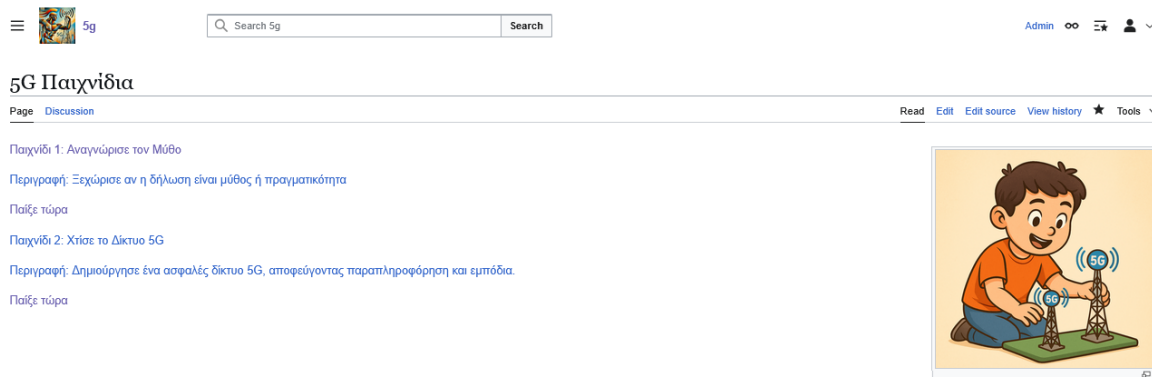 5g
Search 5g
Search
Admin
5G Παιχνίδια
Page Discussion
Read Edit Edit source View history Tools
Παιχνίδι 1: Αναγνώρισε τον Μύθο
Περιγραφή: Ξεχώρισε αν η δήλωση είναι μύθος ή πραγματικότητα
Παίξε τώρα
Παιχνίδι 2: Χτίσε το Δίκτυο 5G
Περιγραφή: Δημιούργησε ένα ασφαλές δίκτυο 5G, αποφεύγοντας παραπληροφόρηση και εμπόδια.
Παίξε τώρα
5G
5G